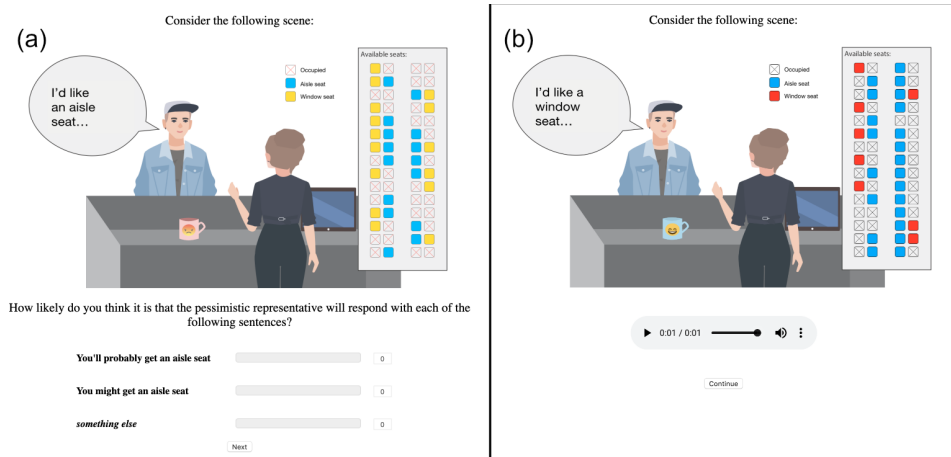 Consider the following scene:
(a)
Available seats:
Occupied
Aisle seat
Window seat
I'd like
an aisle
seat...
How likely do you think it is that the pessimistic representative will respond with each of the
following sentences?
You'll probably get an aisle seat
0
You might get an aisle seat
0
something else
0
Next
Consider the following scene:
(b)
Available seats:
Occupied
Aisle seat
Window seat
I'd like a
window
seat...
0:01 / 0:01
Continue